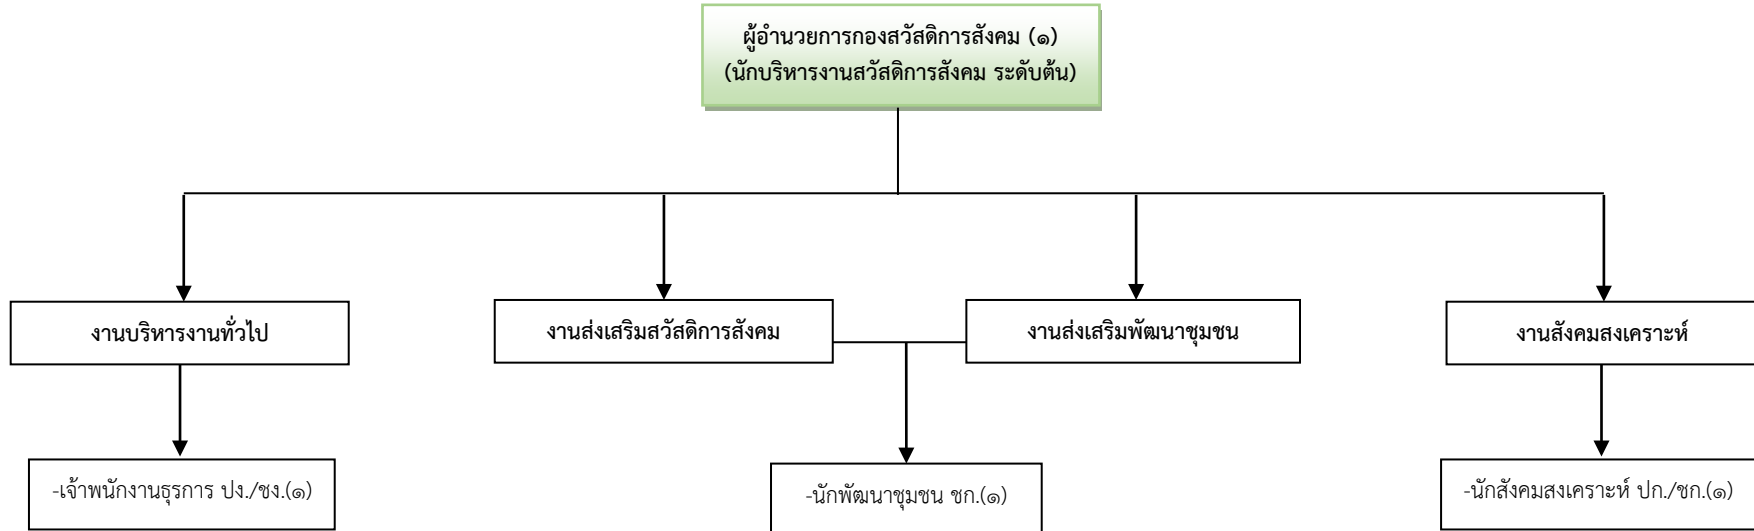 ผู้อำนวยการกองสวัสดิการสังคม (๑)
(นักบริหารงานสวัสดิการสังคม ระดับต้น)
งานบริหารงานทั่วไป
งานส่งเสริมสวัสดิการสังคม
งานส่งเสริมพัฒนาชุมชน
งานสังคมสงเคราะห์
-เจ้าพนักงานธุรการ ปง./ชง.(๑)
-นักพัฒนาชุมชน ชก.(๑)
-นักสังคมสงเคราะห์ ปก./ชก.(๑)